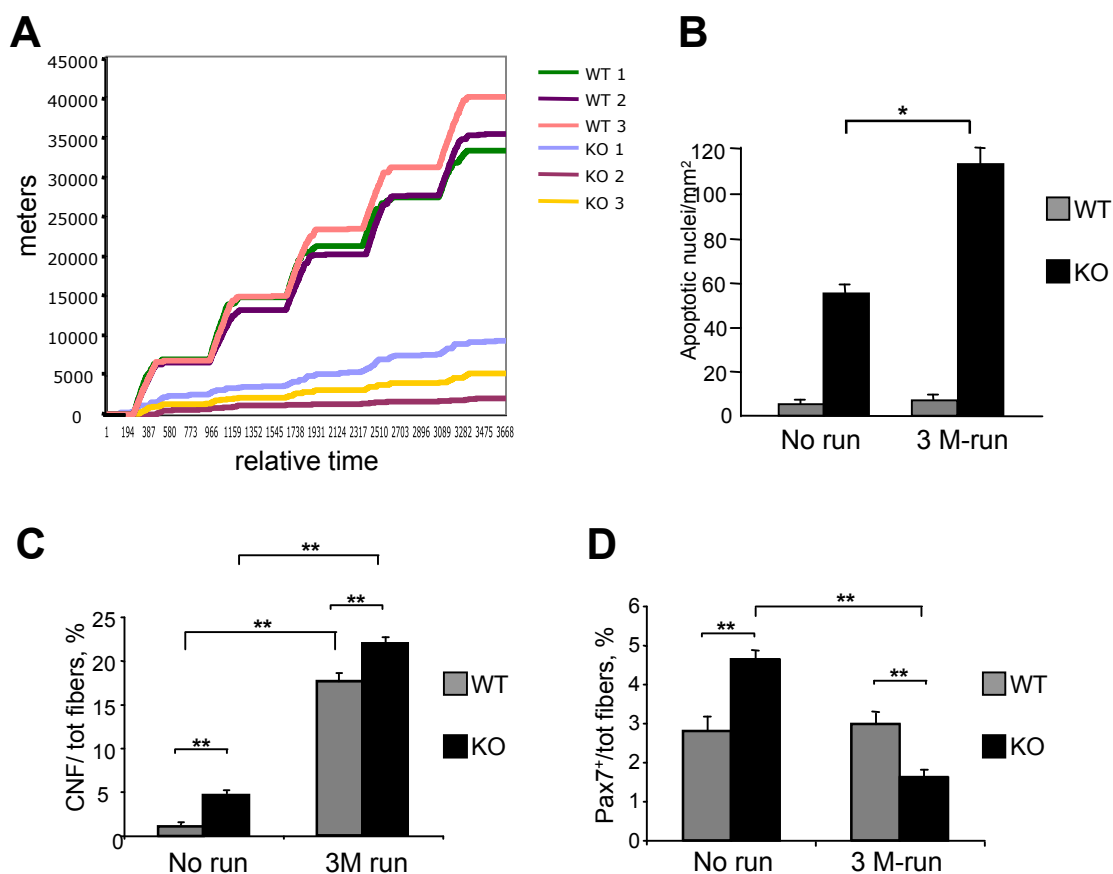 A
45000
40000
35000
30000
25000
20000
15000
10000
5000
0
meters
1 194 387 580 773 966 1159 1352 1545 1738 1931 2124 2317 2510 2703 2896 3089 3282 3475 3668
relative time
WT 1
WT 2
WT 3
KO 1
KO 2
KO 3
B
*
120
100
80
60
40
20
0
Apoptotic nuclei/mm²
No run 3 M-run
WT
KO
C
**
**
**
**
25
20
15
10
5
0
CNF/ tot fibers, %
No run 3M run
WT
KO
D
**
**
**
6
5
4
3
2
1
0
Pax7⁺/tot fibers, %
No run 3 M-run
WT
KO